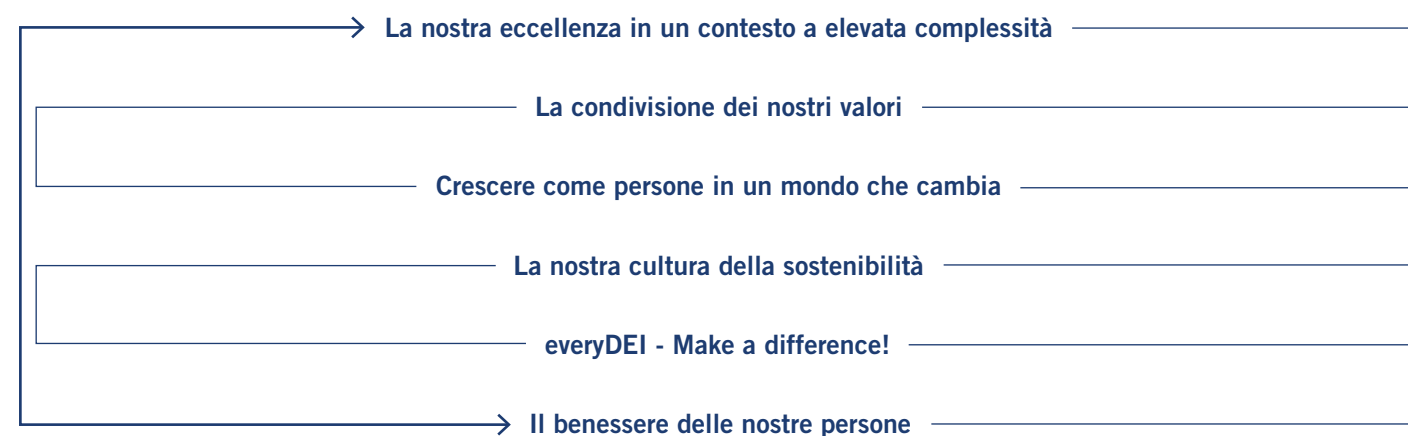 La nostra eccellenza in un contesto a elevata complessità
La condivisione dei nostri valori
Crescere come persone in un mondo che cambia
La nostra cultura della sostenibilità
everyDEI - Make a difference!
Il benessere delle nostre persone